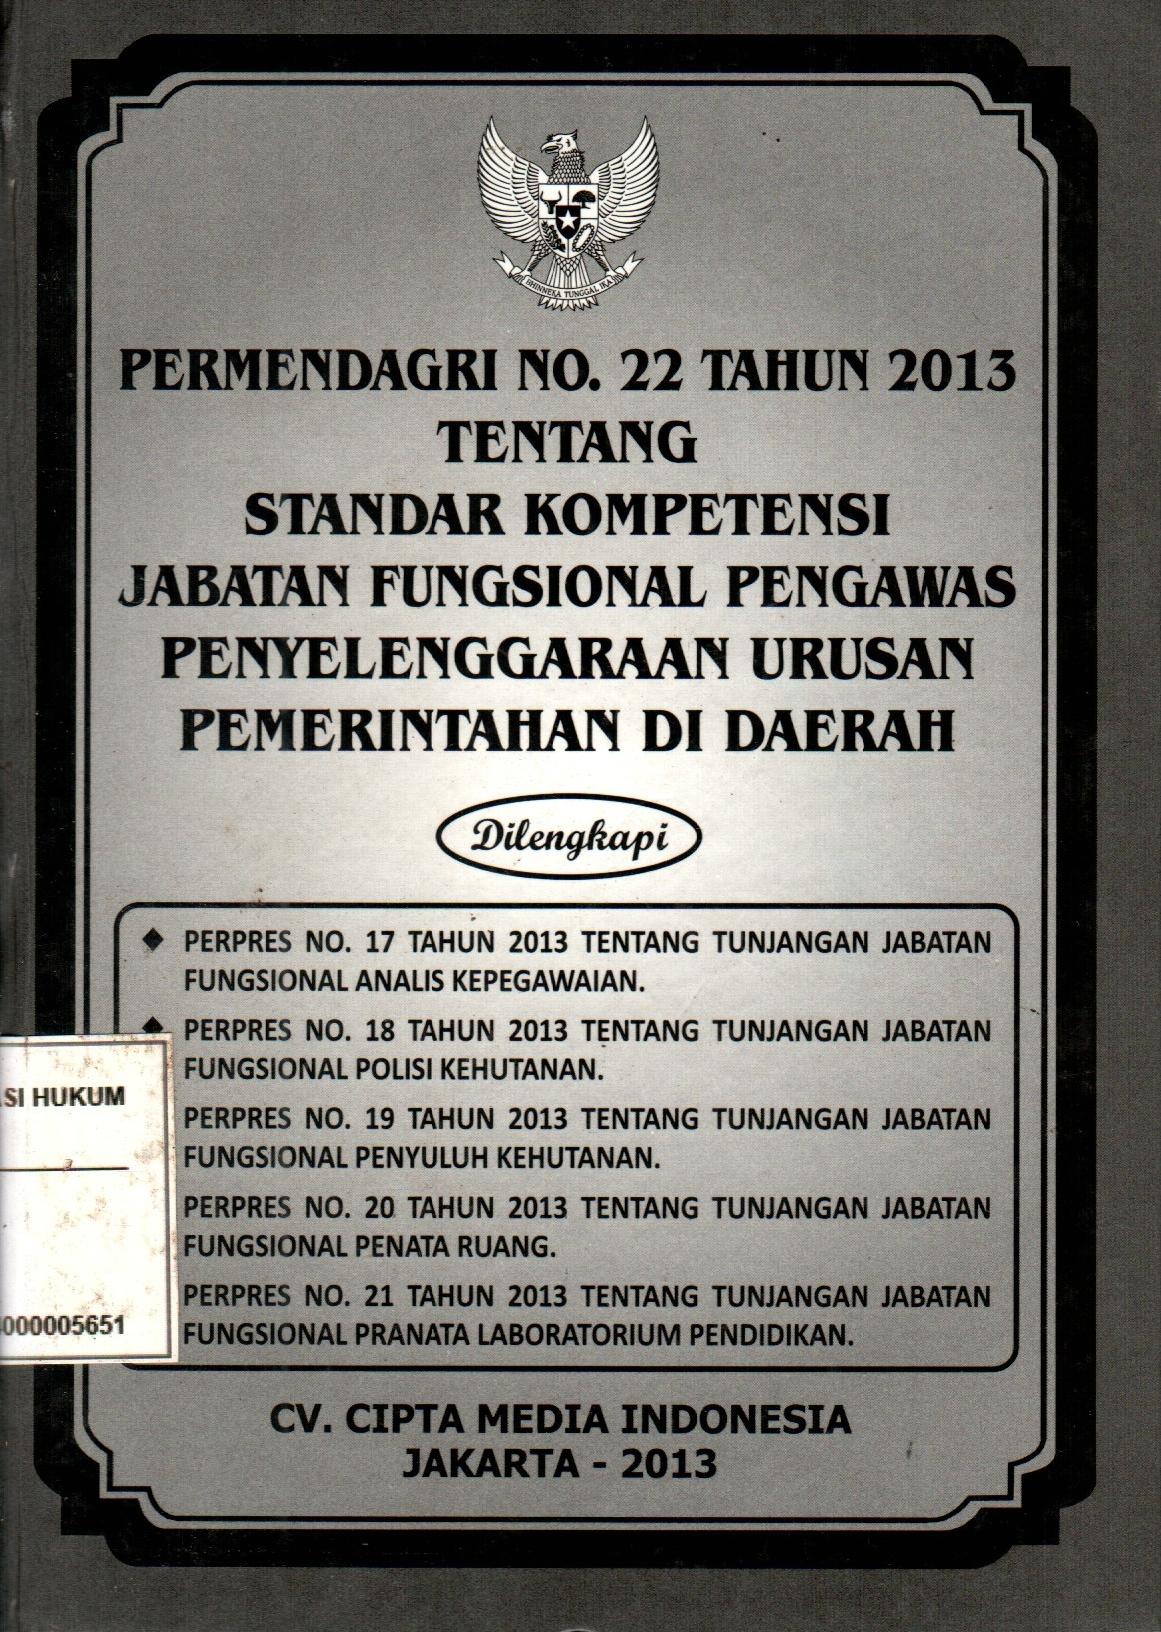 BHINNEKA TUNGGAL IKA
PERMENDAGRI NO. 22 TAHUN 2013
TENTANG
STANDAR KOMPETENSI
JABATAN FUNGSIONAL PENGAWAS
PENYELENGGARAAN URUSAN
PEMERINTAHAN DI DAERAH
Dilengkapi
◆ PERPRES NO. 17 TAHUN 2013 TENTANG TUNJANGAN JABATAN
FUNGSIONAL ANALIS KEPEGAWAIAN.
◆ PERPRES NO. 18 TAHUN 2013 TENTANG TUNJANGAN JABATAN
FUNGSIONAL POLISI KEHUTANAN.
PERPRES NO. 19 TAHUN 2013 TENTANG TUNJANGAN JABATAN
FUNGSIONAL PENYULUH KEHUTANAN.
PERPRES NO. 20 TAHUN 2013 TENTANG TUNJANGAN JABATAN
FUNGSIONAL PENATA RUANG.
PERPRES NO. 21 TAHUN 2013 TENTANG TUNJANGAN JABATAN
FUNGSIONAL PRANATA LABORATORIUM PENDIDIKAN.
SI HUKUM
000005651
CV. CIPTA MEDIA INDONESIA
JAKARTA - 2013